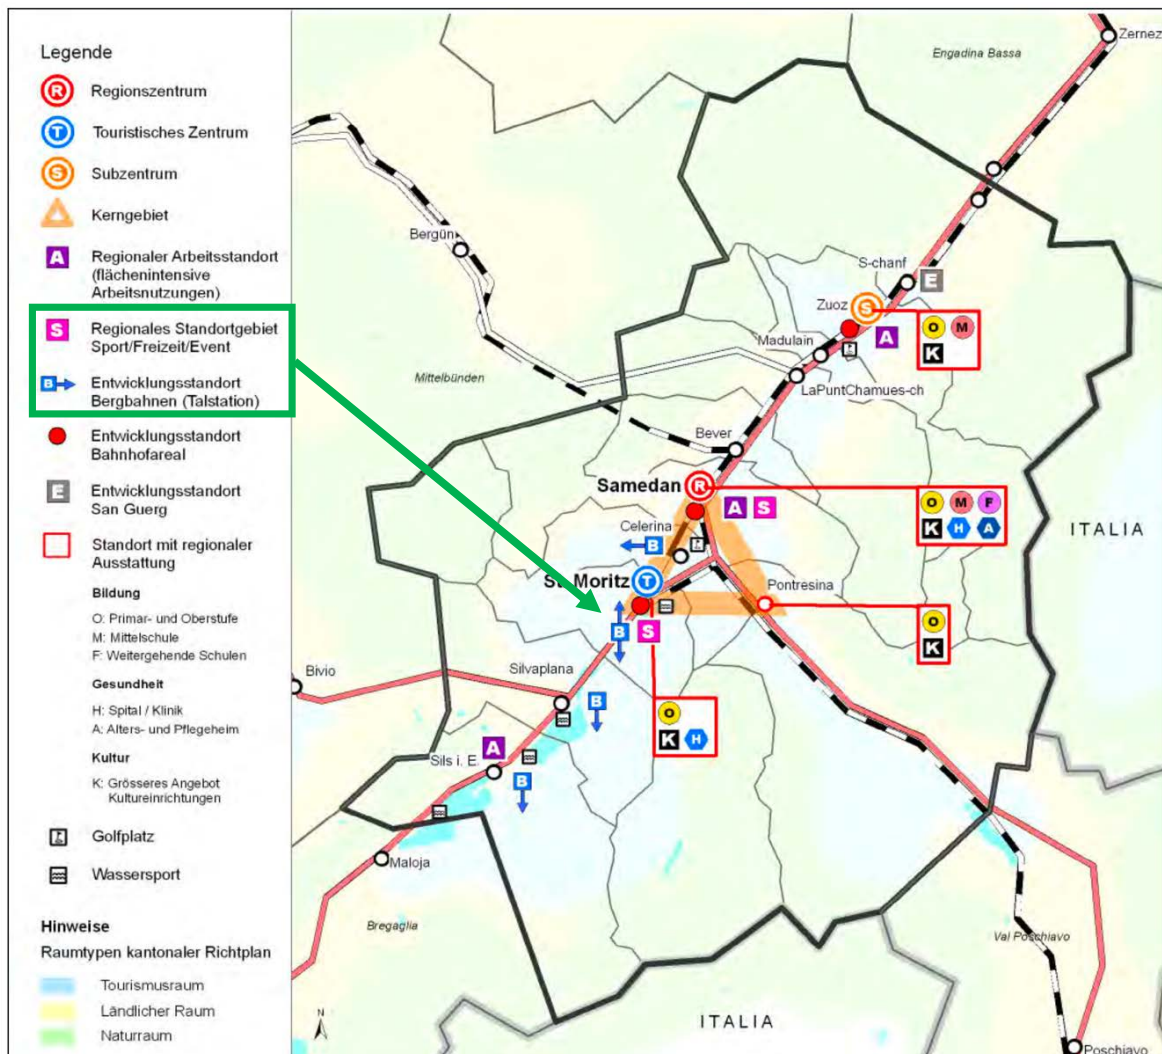 Legende
R Regionszentrum
T Touristisches Zentrum
S Subzentrum
Kerngebiet
A Regionaler Arbeitsstandort
(flächenintensive
Arbeitsnutzungen)
S Regionales Standortgebiet
Sport/Freizeit/Event
B Entwicklungsstandort
Bergbahnen (Talstation)
Entwicklungsstandort
Bahnhofareal
E Entwicklungsstandort
San Guerg
Standort mit regionaler
Ausstattung
Bildung
O: Primar- und Oberstufe
M: Mittelschule
F: Weitergehende Schulen
Gesundheit
H: Spital / Klinik
A: Alters- und Pflegeheim
Kultur
K: Grösseres Angebot
Kultureinrichtungen
Golfplatz
Wassersport
Hinweise
Raumtypen kantonaler Richtplan
Tourismusraum
Ländlicher Raum
Naturraum
Zernez
Engadina Bassa
Bergün
S-chanf
E
Zuoz
S
O M
K
A
Madulain
Mittelbünden
LaPuntChamues-ch
Bever
Samedan
R
A S
O M F
K H A
ITALIA
Celerina
B
St. Moritz
T
Pontresina
O
K
B
S
Silvaplana
Bivio
B
O
K H
A
Sils i. E.
B
Maloja
Bregaglia
Val Poschiavo
N
ITALIA
Poschiavo